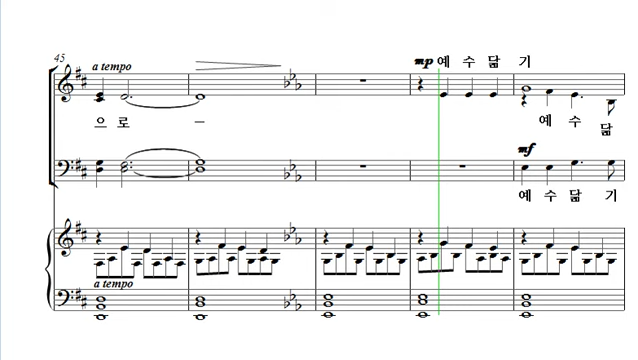 45
a tempo
mp 예 수 닮 기
으 로 –
예 수 닮
mf
예 수 닮 기
a tempo